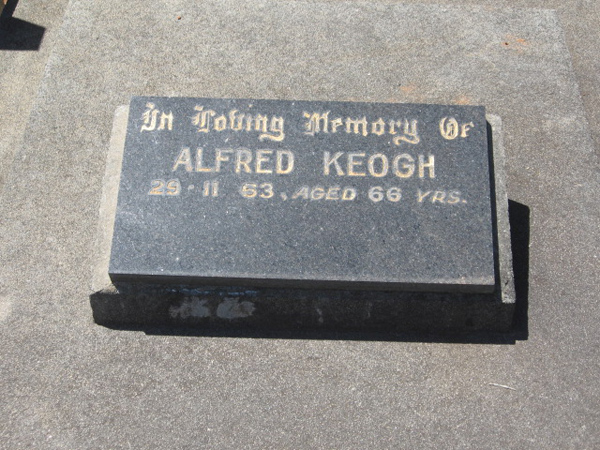 In Loving Memory Of
ALFRED KEOGH
29·11 63, AGED 66 YRS.